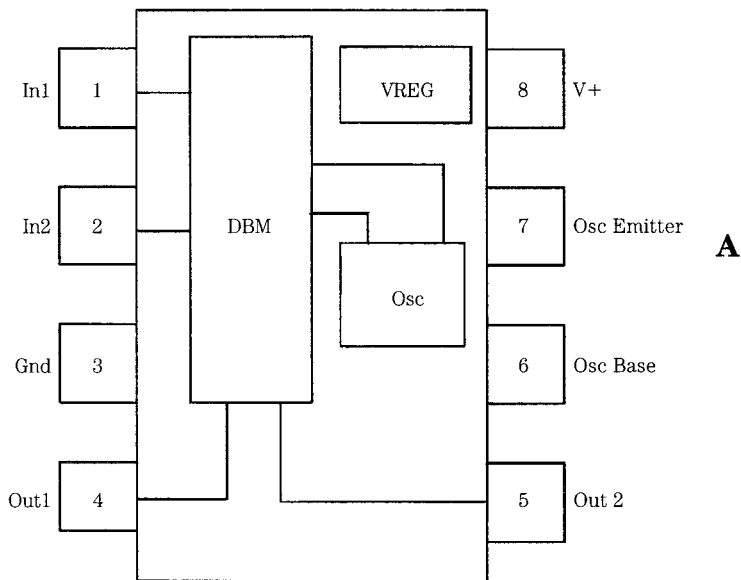 In1 1 VREG 8 V+
In2 2 DBM 7 Osc Emitter
A
Osc
Gnd 3 6 Osc Base
Out1 4 5 Out 2